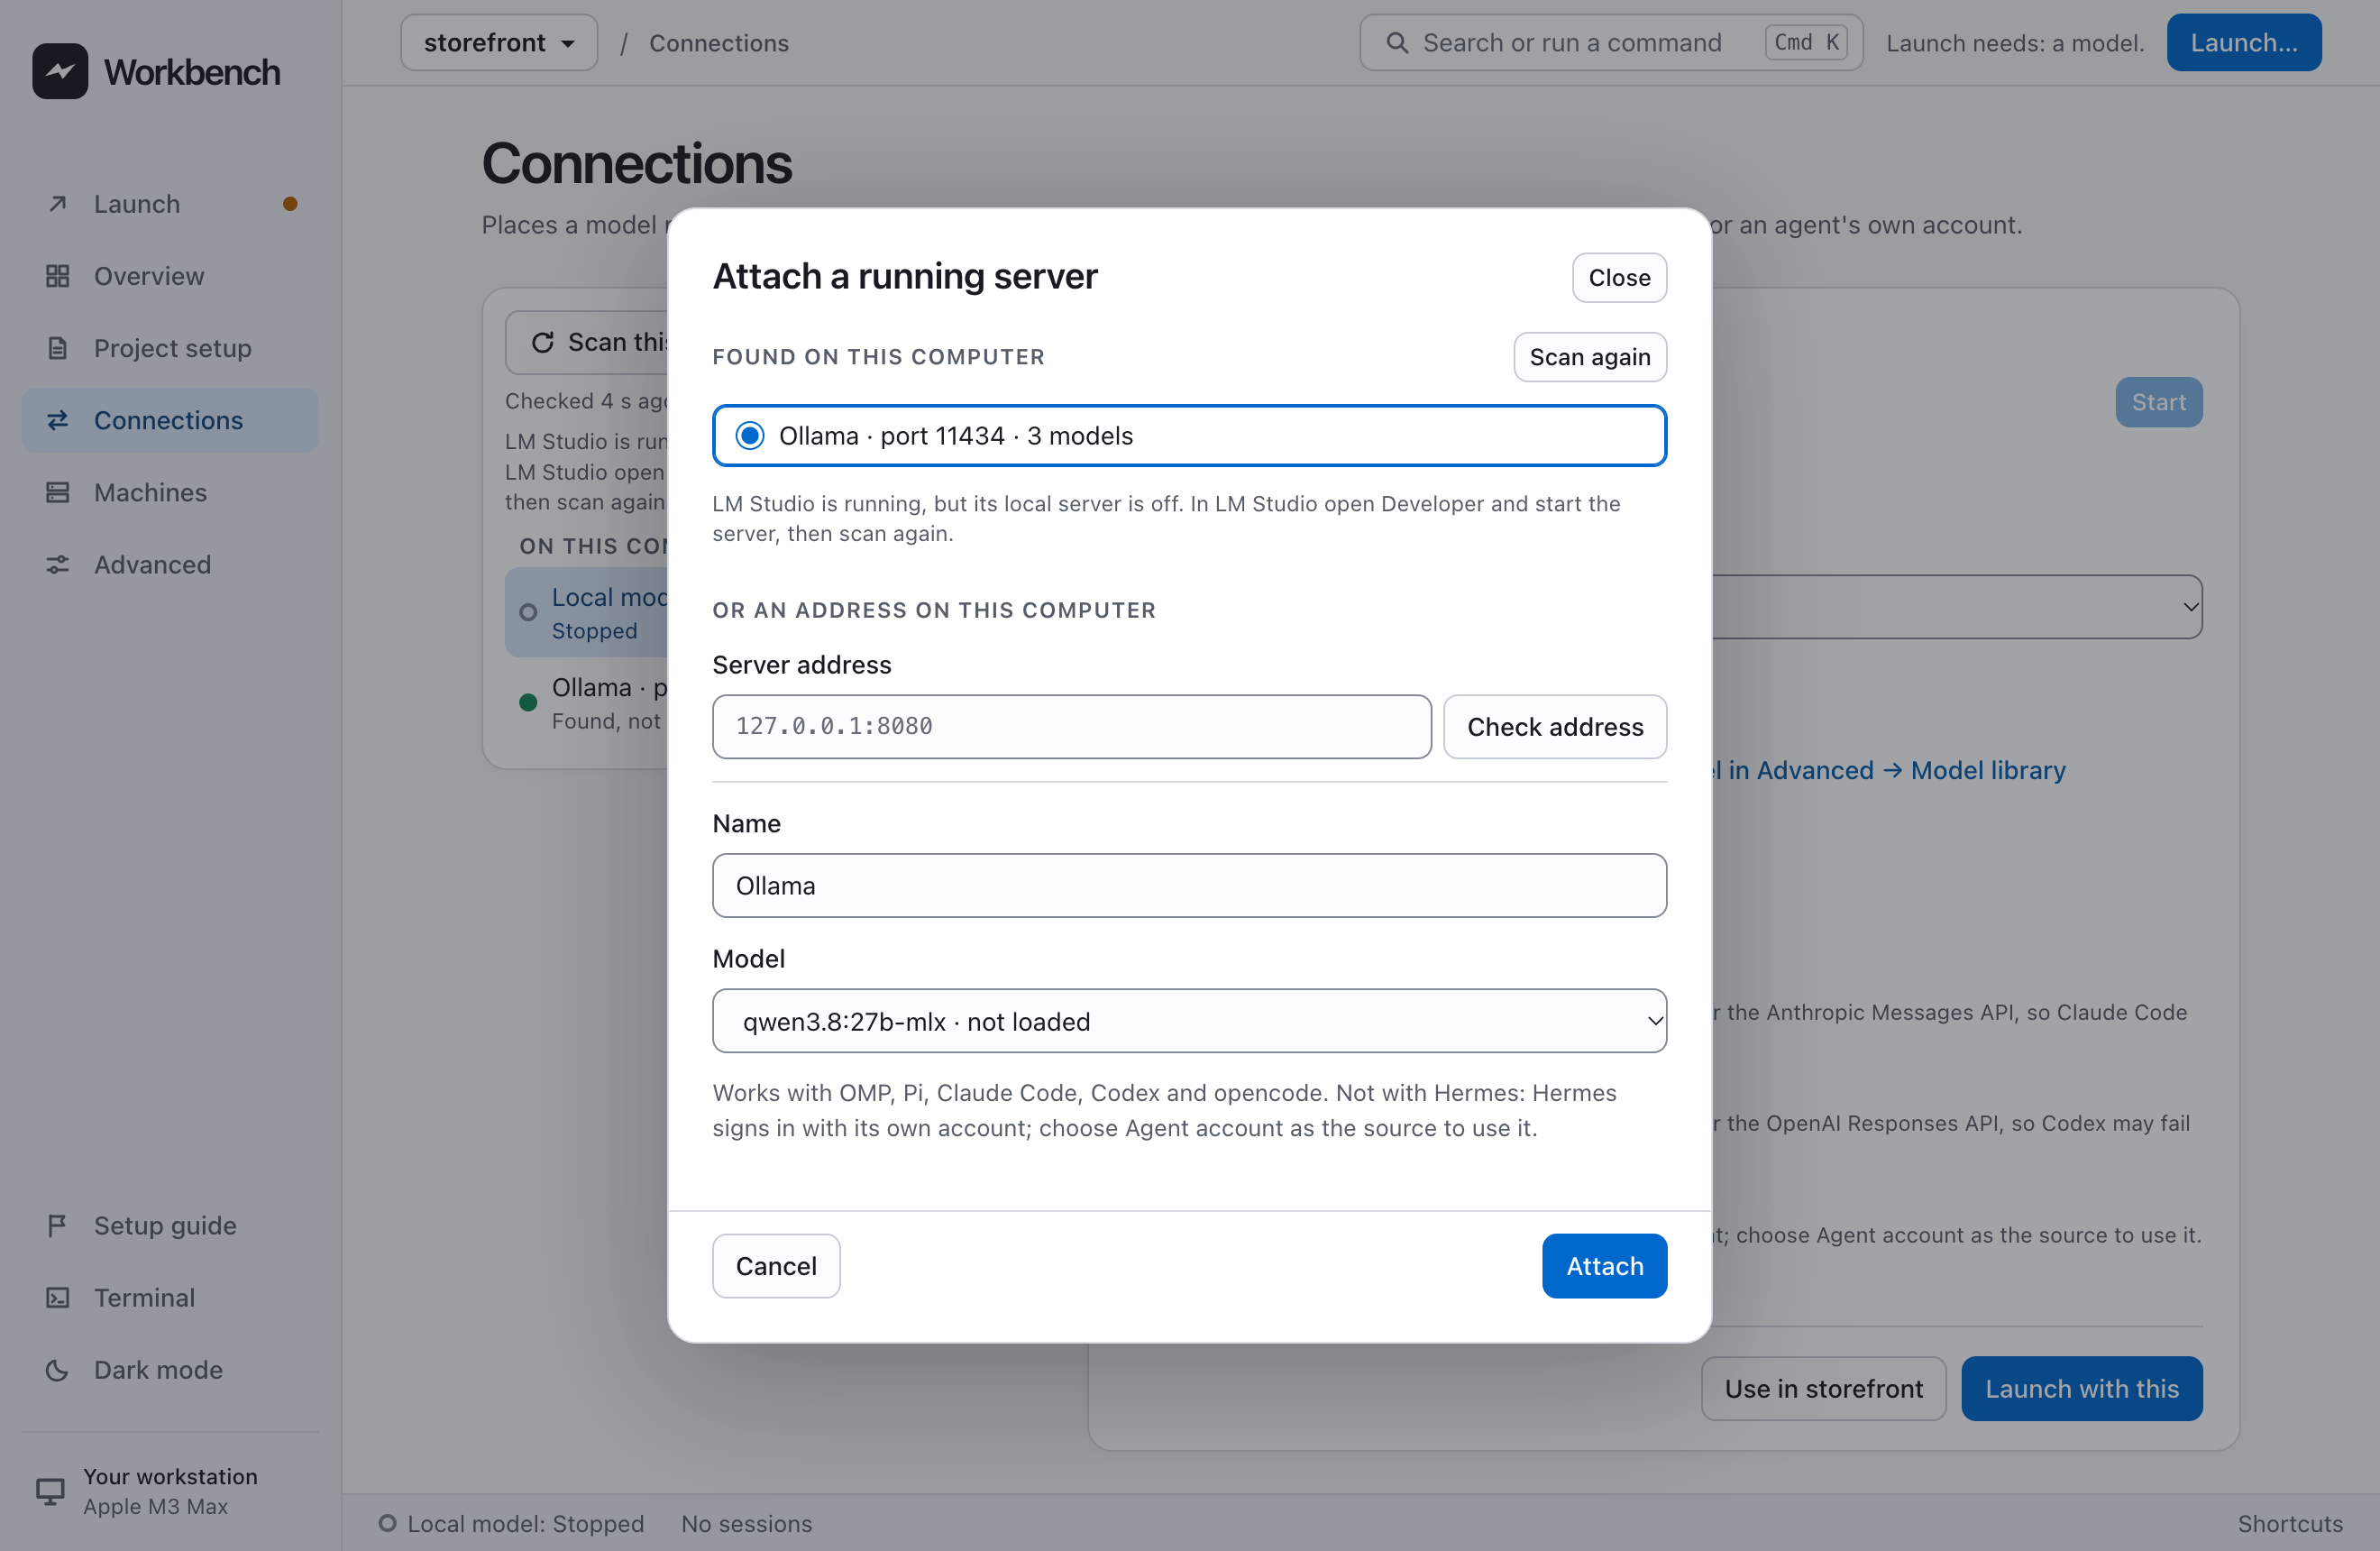 Workbench
Launch
Overview
Project setup
Connections
Machines
Advanced
Setup guide
Terminal
Dark mode
Your workstation
Apple M3 Max
storefront / Connections
Search or run a command Cmd K
Launch needs: a model.
Launch...
Connections
Places a model
or an agent's own account.
Scan this
Checked 4 s ago
LM Studio is
LM Studio open
then scan again
ON THIS
Local
Stopped
Ollama ·
Found, not
Start
in Advanced → Model library
the Anthropic Messages API, so Claude Code
the OpenAI Responses API, so Codex may fail
; choose Agent account as the source to use it.
Use in storefront
Launch with this
Attach a running server
Close
FOUND ON THIS COMPUTER
Scan again
Ollama · port 11434 · 3 models
LM Studio is running, but its local server is off. In LM Studio open Developer and start the
server, then scan again.
OR AN ADDRESS ON THIS COMPUTER
Server address
127.0.0.1:8080
Check address
Name
Ollama
Model
qwen3.8:27b-mlx · not loaded
Works with OMP, Pi, Claude Code, Codex and opencode. Not with Hermes: Hermes
signs in with its own account; choose Agent account as the source to use it.
Cancel
Attach
Local model: Stopped
No sessions
Shortcuts